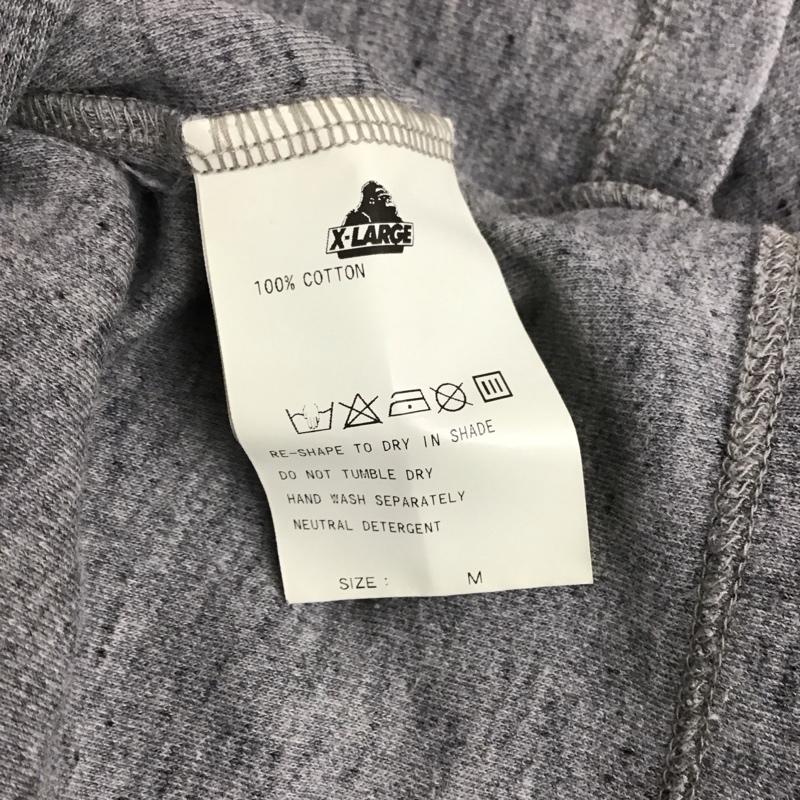 X-LARGE
100% COTTON
RE-SHAPE TO DRY IN SHADE
DO NOT TUMBLE DRY
HAND WASH SEPARATELY
NEUTRAL DETERGENT
SIZE : M